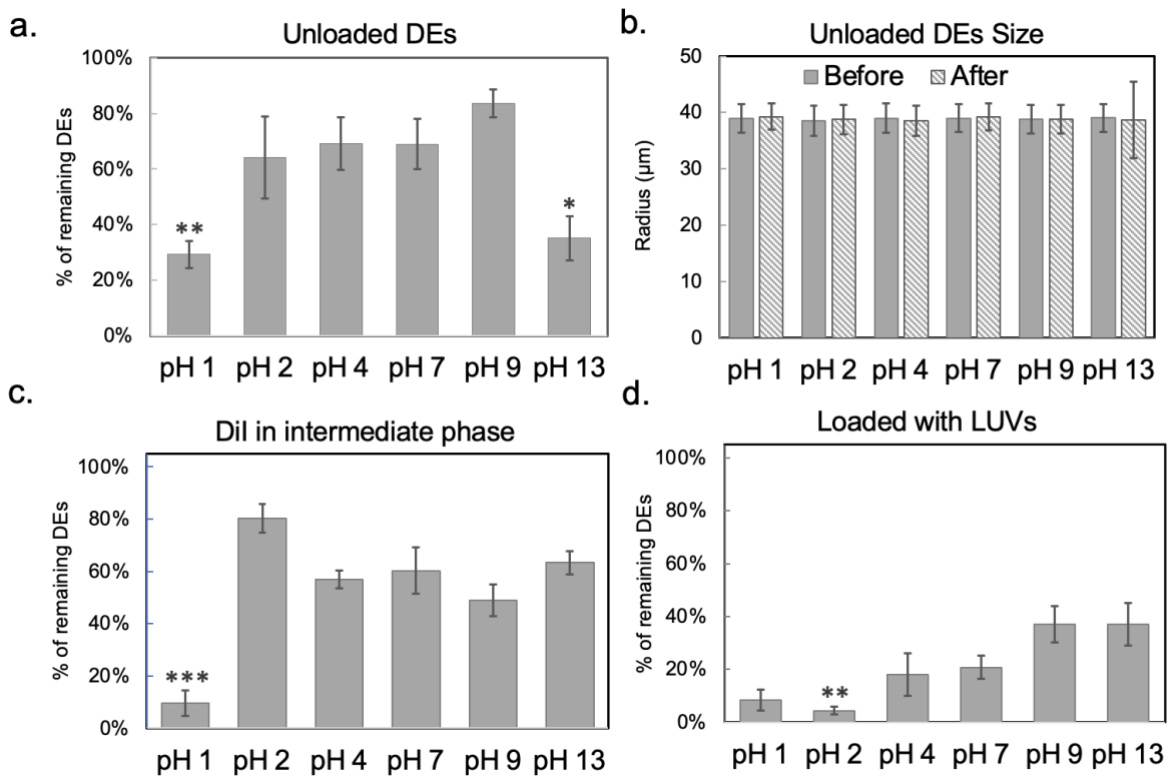 a.
Unloaded DEs
% of remaining DEs
100%
80%
60%
40%
20%
0%
**
*
pH 1 pH 2 pH 4 pH 7 pH 9 pH 13
b.
Unloaded DEs Size
Before After
Radius (µm)
50
40
30
20
10
0
pH 1 pH 2 pH 4 pH 7 pH 9 pH 13
c.
DiI in intermediate phase
% of remaining DEs
100%
80%
60%
40%
20%
0%
***
pH 1 pH 2 pH 4 pH 7 pH 9 pH 13
d.
Loaded with LUVs
% of remaining DEs
100%
80%
60%
40%
20%
0%
**
pH 1 pH 2 pH 4 pH 7 pH 9 pH 13